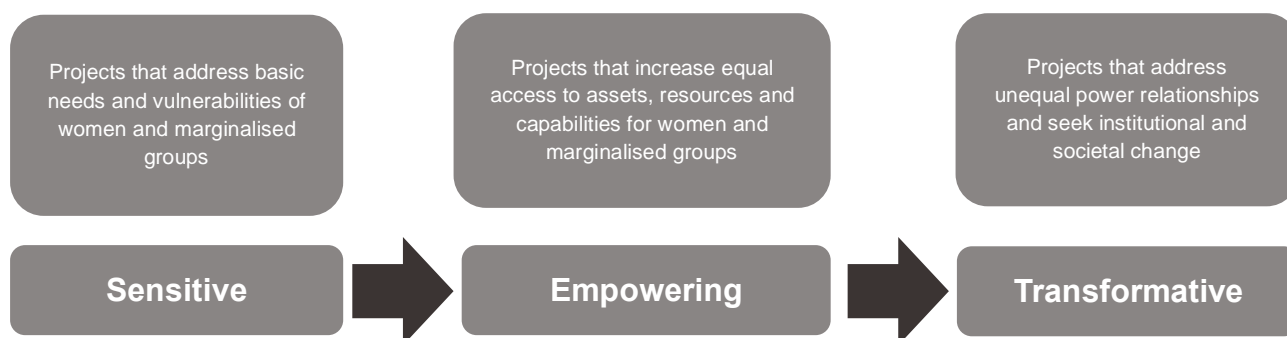 Projects that address basic
needs and vulnerabilities of
women and marginalised
groups
Projects that increase equal
access to assets, resources and
capabilities for women and
marginalised groups
Projects that address
unequal power relationships
and seek institutional and
societal change
Sensitive
Empowering
Transformative